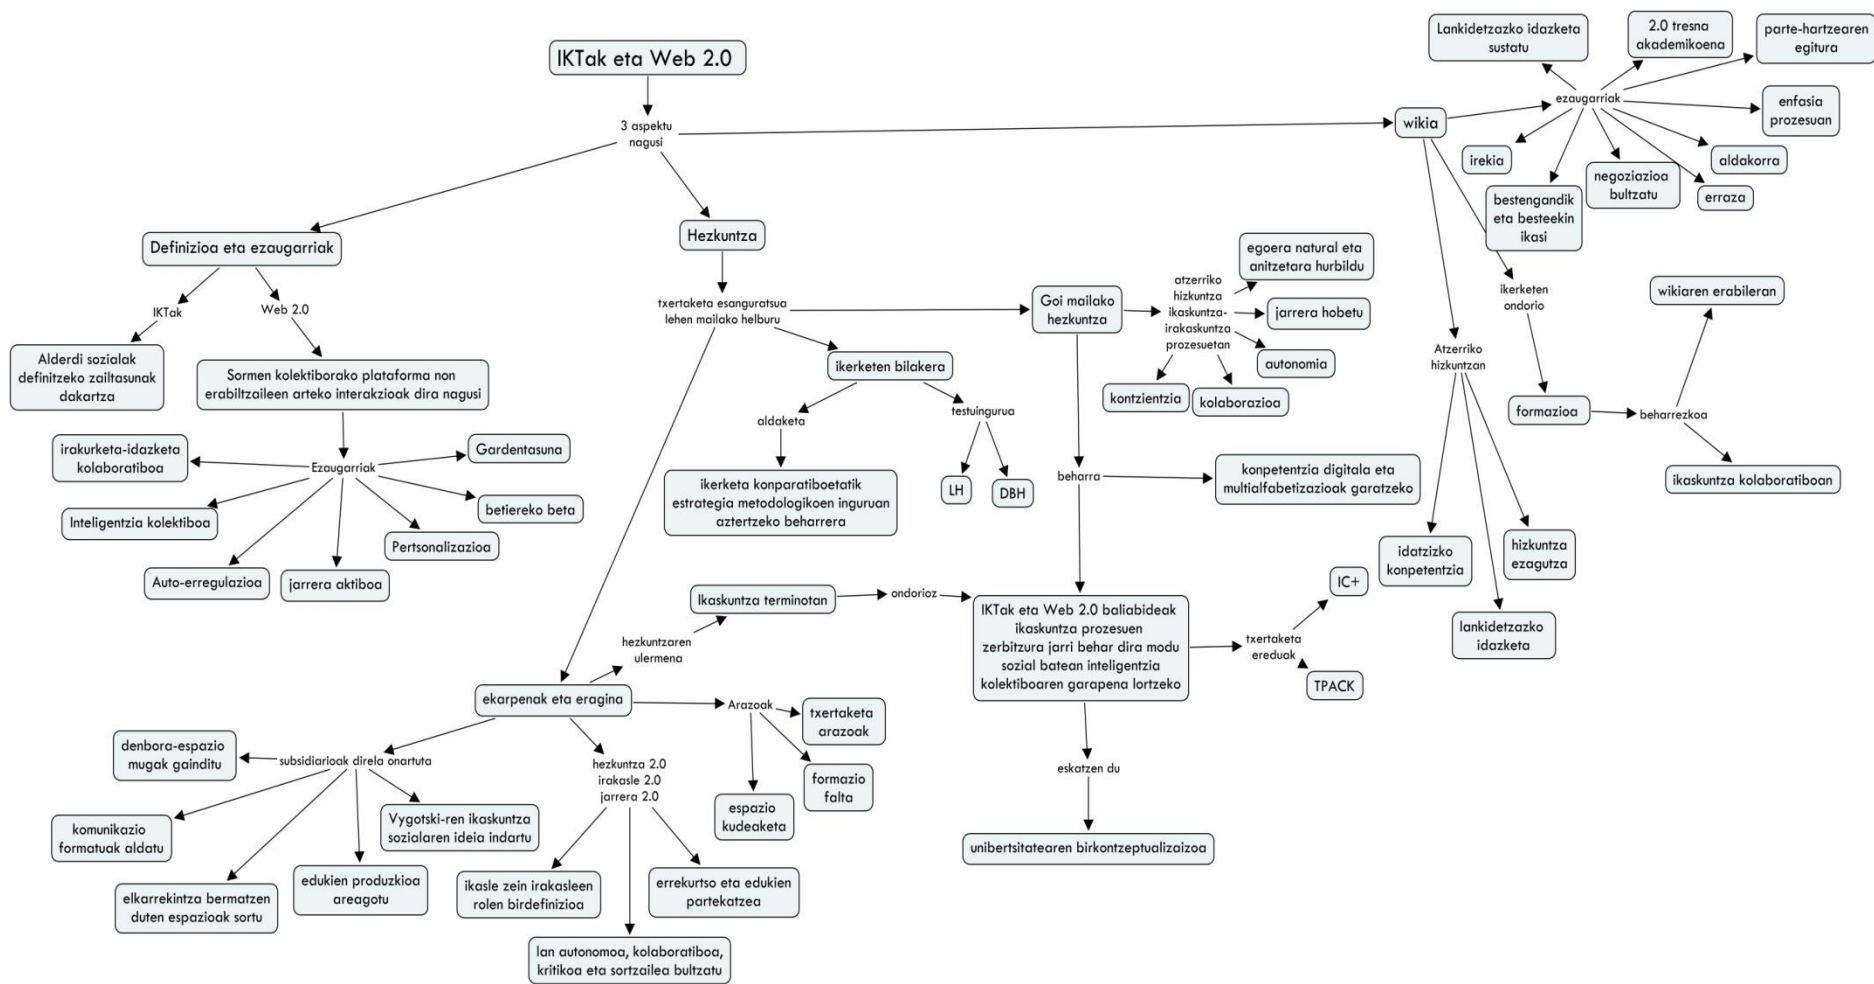 IKTak eta Web 2.0
3 aspektu
nagusi
Definizioa eta ezaugarriak
IKTak
Web 2.0
Alderdi sozialak
definitzeko zailtasunak
dakartza
Sormen kolektiborako plataforma non
erabiltzaileen arteko interakzioak dira nagusi
Ezaugarriak
irakurketa-idazketa
kolaboratiboa
Gardentasuna
Inteligentzia kolektiboa
betiereko beta
Pertsonalizazioa
Auto-erregulazioa
jarrera aktiboa
Hezkuntza
txertaketa esanguratsua
lehen mailako helburu
ikerketen bilakera
aldaketa
testuingurua
ikerketa konparatiboetatik
estrategia metodologikoen inguruan
aztertzeko beharrera
LH
DBH
Goi mailako
hezkuntza
atzerriko
hizkuntza
ikaskuntza-
irakaskuntza
prozesuetan
egoera natural eta
anitzetara hurbildu
jarrera hobetu
autonomia
kolaborazioa
kontzientzia
beharra
konpetentzia digitala eta
multialfabetizazioak garatzeko
IKTak eta Web 2.0 baliabideak
ikaskuntza prozesuen
zerbitzura jarri behar dira modu
sozial batean inteligentzia
kolektiboaren garapena lortzeko
txertaketa
ereduak
IC+
TPACK
eskatzen du
unibertsitatearen birkontzeptualizaizoa
ekarpenak eta eragina
hezkuntzaren
ulermena
Ikaskuntza terminotan
ondorioz
Arazoak
txertaketa
arazoak
formazio
falta
espazio
kudeaketa
subsidiarioak direla onartuta
denbora-espazio
mugak gainditu
komunikazio
formatuak aldatu
elkarrekintza bermatzen
duten espazioak sortu
edukien produzkioa
areagotu
Vygotski-ren ikaskuntza
sozialaren ideia indartu
hezkuntza 2.0
irakasle 2.0
jarrera 2.0
ikasle zein irakasleen
rolen birdefinizioa
lan autonomoa, kolaboratiboa,
kritikoa eta sortzailea bultzatu
errekurtso eta edukien
partekatzea
wikia
ezaugarriak
Lankidetzazko idazketa
sustatu
2.0 tresna
akademikoena
parte-hartzearen
egitura
enfasia
prozesuan
aldakorra
erraza
negoziazioa
bultzatu
bestengandik
eta besteekin
ikasi
irekia
Atzerriko
hizkuntzan
idatzizko
konpetentzia
lankidetzazko
idazketa
hizkuntza
ezagutza
ikerketen
ondorio
formazioa
beharrezkoa
wikiaren erabileran
ikaskuntza kolaboratiboan